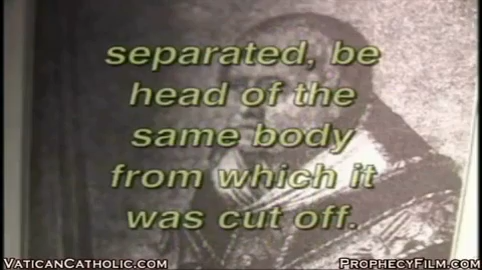 separated, be
head of the
same body
from which it
was cut off.
VaticanCatholic.com
ProphecyFilm.com